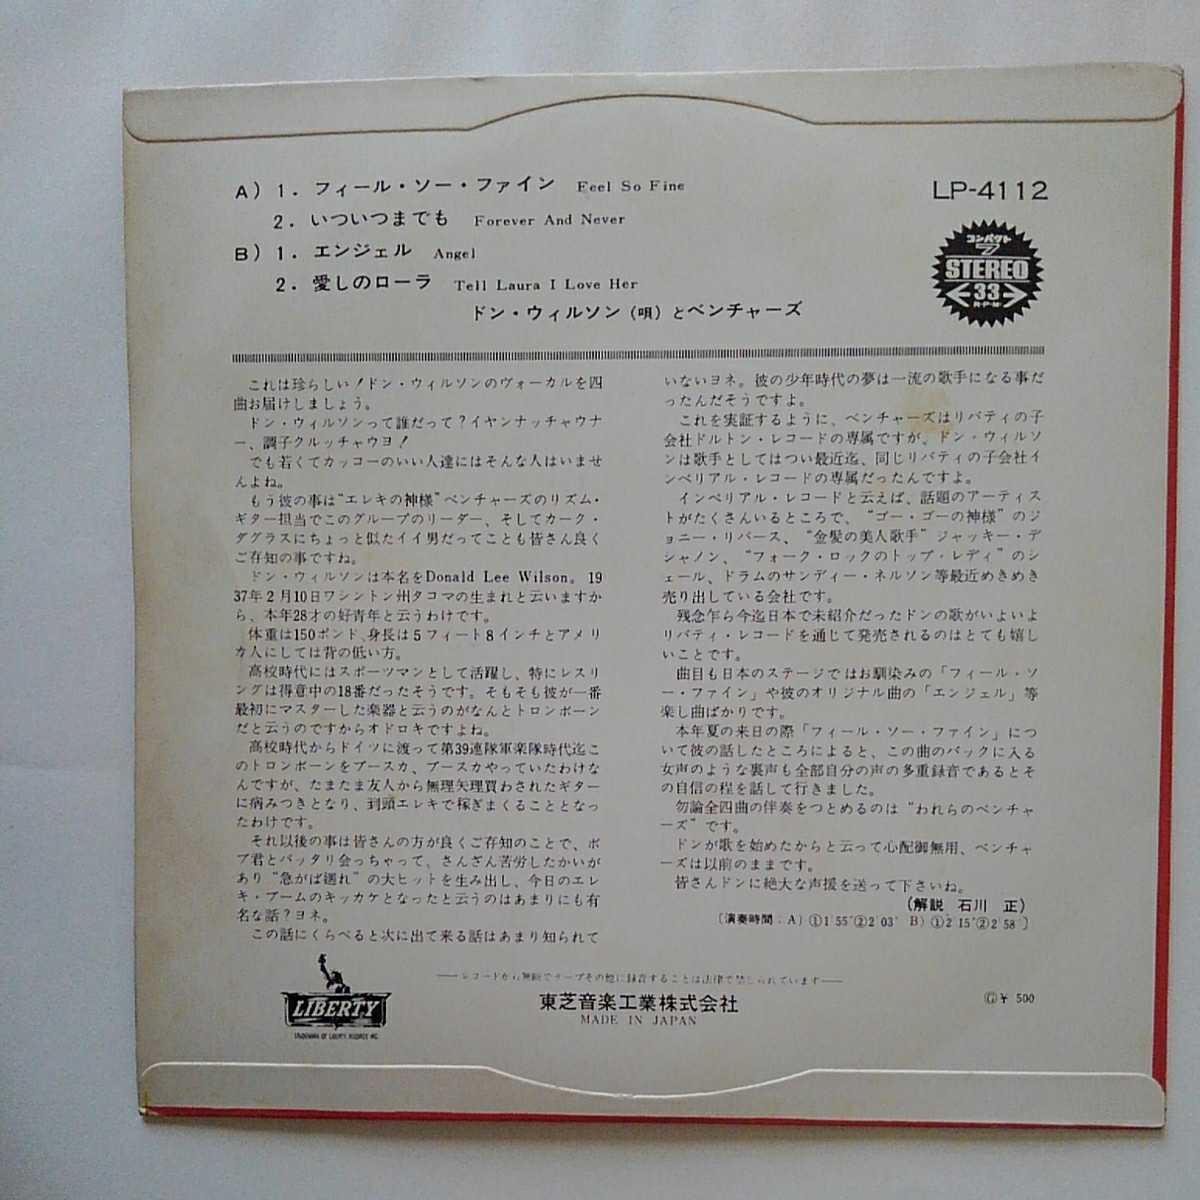 A) 1. フィール・ソー・ファイン Feel So Fine
2. いついつまでも Forever And Never
B) 1. エンジェル Angel
2. 愛しのローラ Tell Laura I Love Her
ドン・ウィルソン (唄) とベンチャーズ
LP-4112
コンパクト
7
STEREO
33
R・P・M
これは珍らしい!ドン・ウィルソンのヴォーカルを四
曲お届けしましょう。
ドン・ウィルソンって誰だって?イヤンナッチャウナ
ー、調子クルッチャウヨ!
でも若くてカッコーのいい人達にはそんな人はいませ
んよね。
もう彼の事は“エレキの神様”ベンチャーズのリズム・
ギター担当でこのグループのリーダー、そしてカーク・
ダグラスにちょっと似たイイ男だってことも皆さん良く
ご存知の事ですね。
ドン・ウィルソンは本名をDonald Lee Wilson。19
37年2月10日ワシントン州タコマの生まれと云いますか
ら、本年28才の好青年と云うわけです。
体重は150ポンド、身長は5フィート8インチとアメリ
カ人にしては背の低い方。
高校時代にはスポーツマンとして活躍し、特にレスリ
ングは得意中の18番だったそうです。そもそも彼が一番
最初にマスターした楽器と云うのがなんとトロンボーン
だと云うのですからオドロキですよね。
高校時代からドイツに渡って第39連隊軍楽隊時代迄こ
のトロンボーンをブースカ、ブースカやっていたわけな
んですが、たまたま友人から無理矢理買わされたギター
に病みつきとなり、到頭エレキで稼ぎまくることとなっ
たわけです。
それ以後の事は皆さんの方が良くご存知のことで、ボ
ブ君とバッタリ会っちゃって、さんざん苦労したかいが
あり“急がば廻れ”の大ヒットを生み出し、今日のエレ
キ・ブームのキッカケとなったと云うのはあまりにも有
名な話?ヨネ。
この話にくらべると次に出て来る話はあまり知られて
いないヨネ。彼の少年時代の夢は一流の歌手になる事だ
ったんだそうですよ。
これを実証するように、ベンチャーズはリバティの子
会社ドルトン・レコードの専属ですが、ドン・ウィルソ
ンは歌手としてはつい最近迄、同じリバティの子会社イン
ペリアル・レコードの専属だったんですよ。
インペリアル・レコードと云えば、話題のアーティス
トがたくさんいるところで、“ゴー・ゴーの神様”のジ
ョニー・リバース、“金髪の美人歌手”ジャッキー・デ
シャノン、“フォーク・ロックのトップ・レディ”のシ
ェール、ドラムのサンディー・ネルソン等最近めきめき
売り出している会社です。
残念乍ら今迄日本で未紹介だったドンの歌がいよいよ
リバティ・レコードを通じて発売されるのはとても嬉し
いことです。
曲目も日本のステージではお馴染みの「フィール・ソ
ー・ファイン」や彼のオリジナル曲の「エンジェル」等
楽し曲ばかりです。
本年夏の来日の際「フィール・ソー・ファイン」につ
いて彼の話したところによると、この曲のバックに入る
女声のような裏声も全部自分の声の多重録音であるとそ
の自信の程を話して行きました。
勿論全四曲の伴奏をつとめるのは“われらのベンチャ
ーズ”です。
ドンが歌を始めたからと云って心配御無用、ベンチャ
ーズは以前のままです。
皆さんドンに絶大な声援を送って下さいね。
(解説 石川 正)
〔演奏時間:A)①1′55″②2′03″ B)①2′15″②2′58″〕
LIBERTY
TRADEMARK OF LIBERTY RECORDS INC.
—レコードから無断でテープその他に録音することは法律で禁じられています—
東芝音楽工業株式会社
MADE IN JAPAN
Ⓖ¥ 500